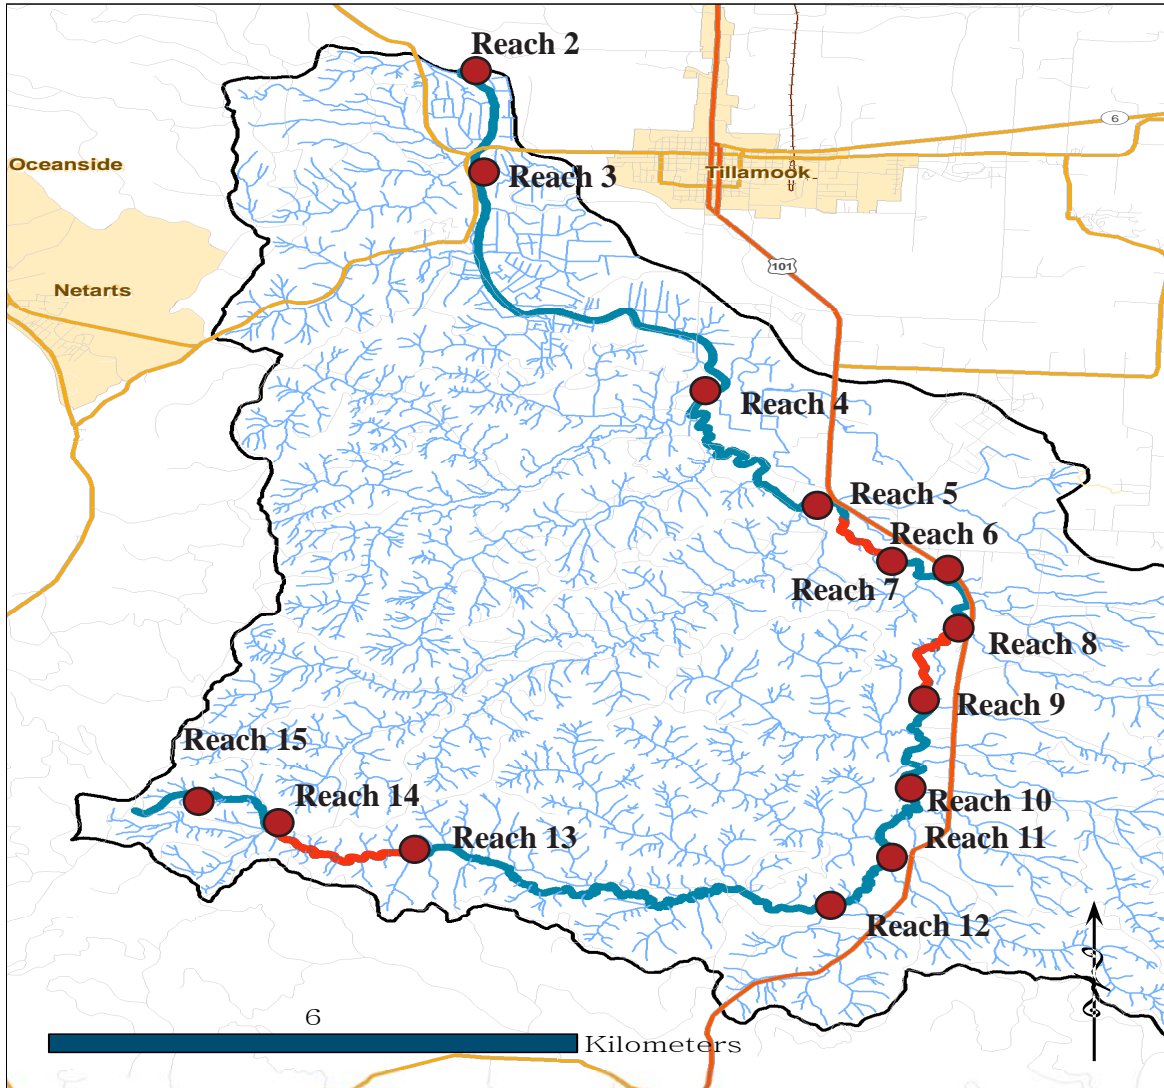 Reach 2
6
Oceanside
Reach 3
Tillamook
101
Netarts
Reach 4
Reach 5
Reach 6
Reach 7
Reach 8
Reach 9
Reach 15
Reach 14
Reach 10
Reach 13
Reach 11
Reach 12
6
Kilometers